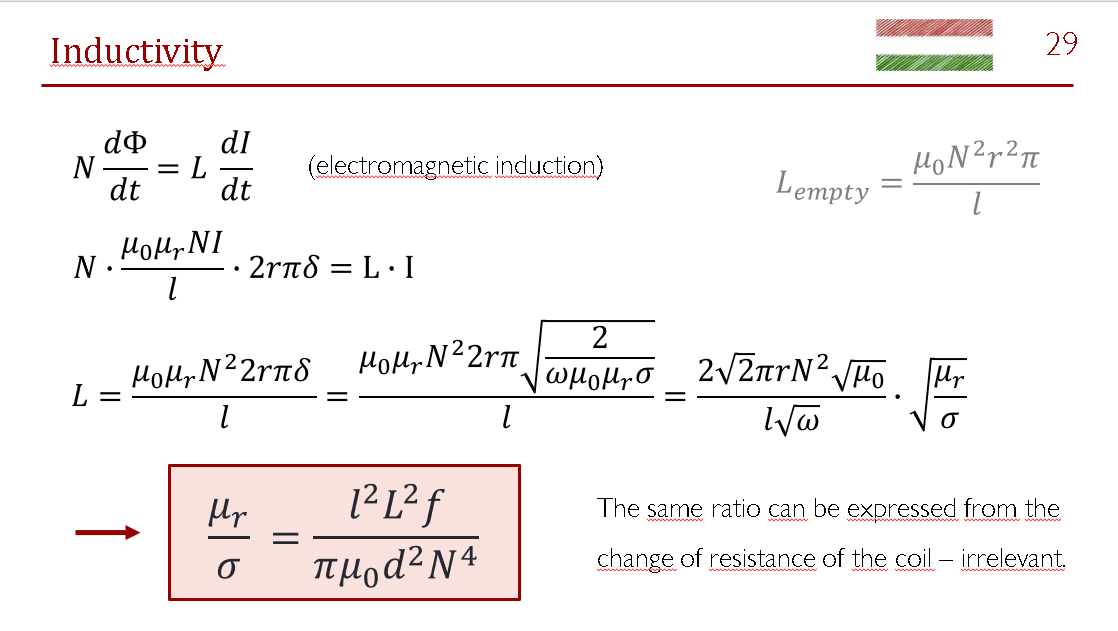 Inductivity
29
N dΦ/dt = L dI/dt (electromagnetic induction)
L_empty = μ₀N²r²π / l
N · μ₀μᵣNI / l · 2rπδ = L · I
L = μ₀μᵣN²2rπδ / l = μ₀μᵣN²2rπ√(2 / ωμ₀μᵣσ) / l = 2√2πrN²√μ₀ / l√ω · √(μᵣ / σ)
μᵣ / σ = l²L²f / πμ₀d²N⁴
The same ratio can be expressed from the
change of resistance of the coil – irrelevant.